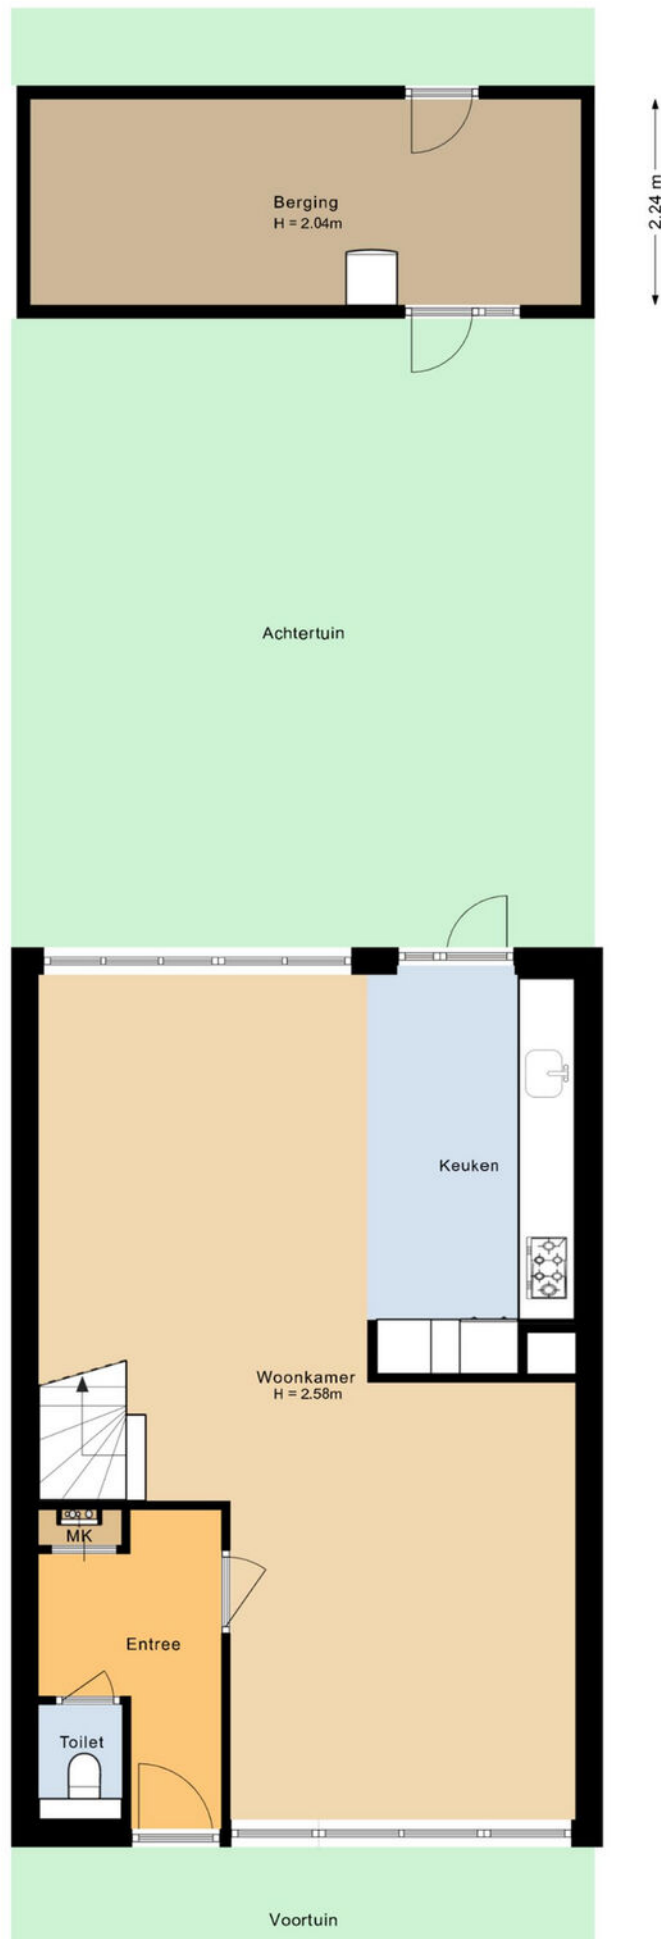 Berging
H = 2.04m
2.24 m
Achtertuin
Keuken
Woonkamer
H = 2.58m
MK
Entree
Toilet
Voortuin